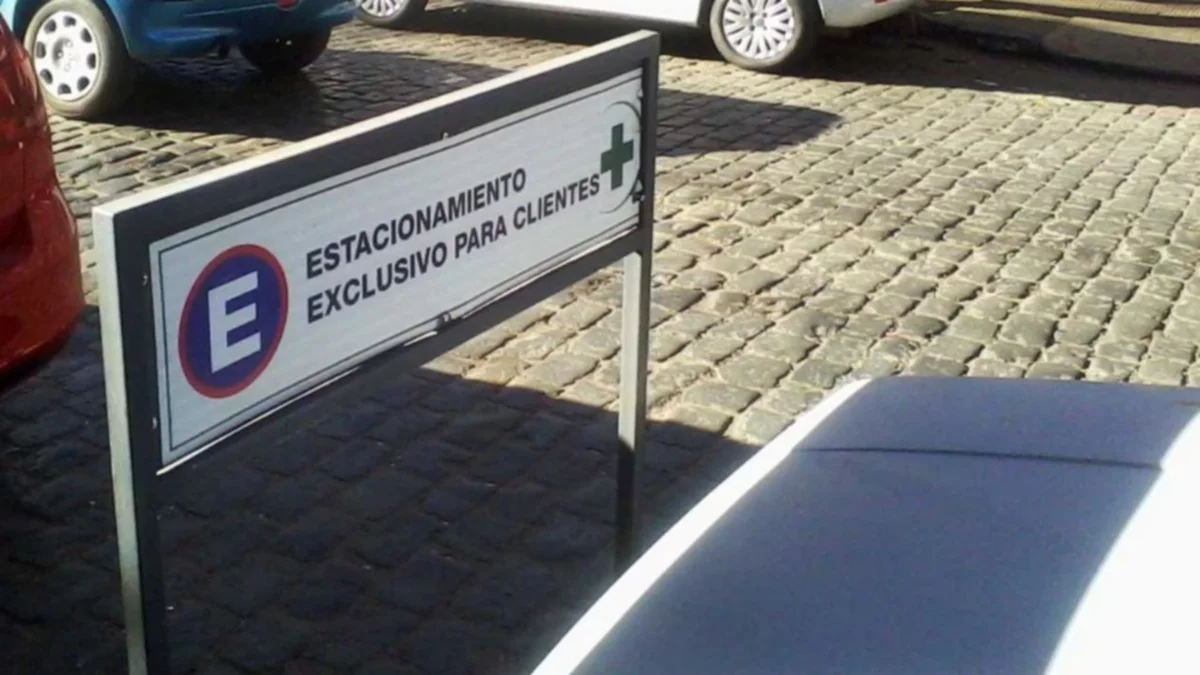 E
ESTACIONAMIENTO
EXCLUSIVO PARA CLIENTES